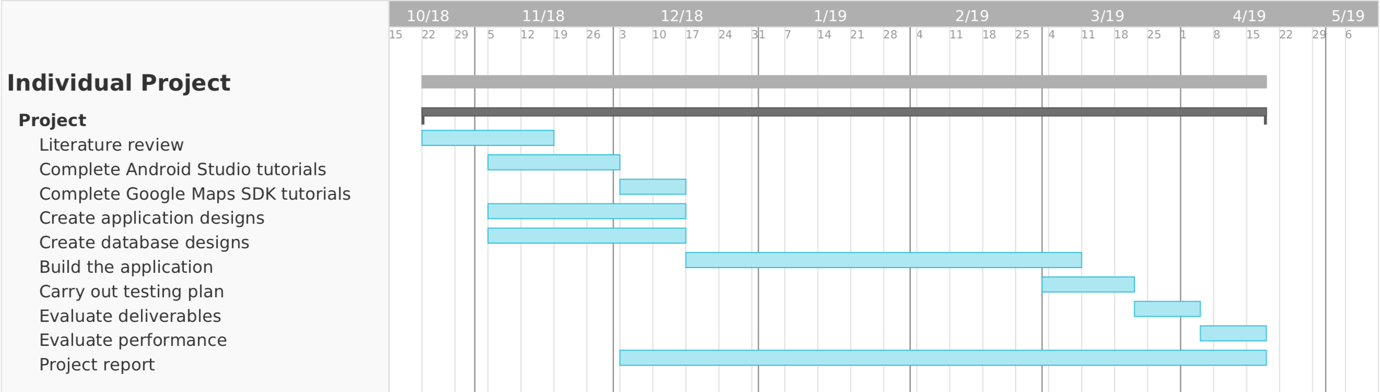 10/18 11/18 12/18 1/19 2/19 3/19 4/19 5/19
15 22 29 5 12 19 26 3 10 17 24 31 7 14 21 28 4 11 18 25 4 11 18 25 1 8 15 22 29 6
Individual Project
Project
Literature review
Complete Android Studio tutorials
Complete Google Maps SDK tutorials
Create application designs
Create database designs
Build the application
Carry out testing plan
Evaluate deliverables
Evaluate performance
Project report